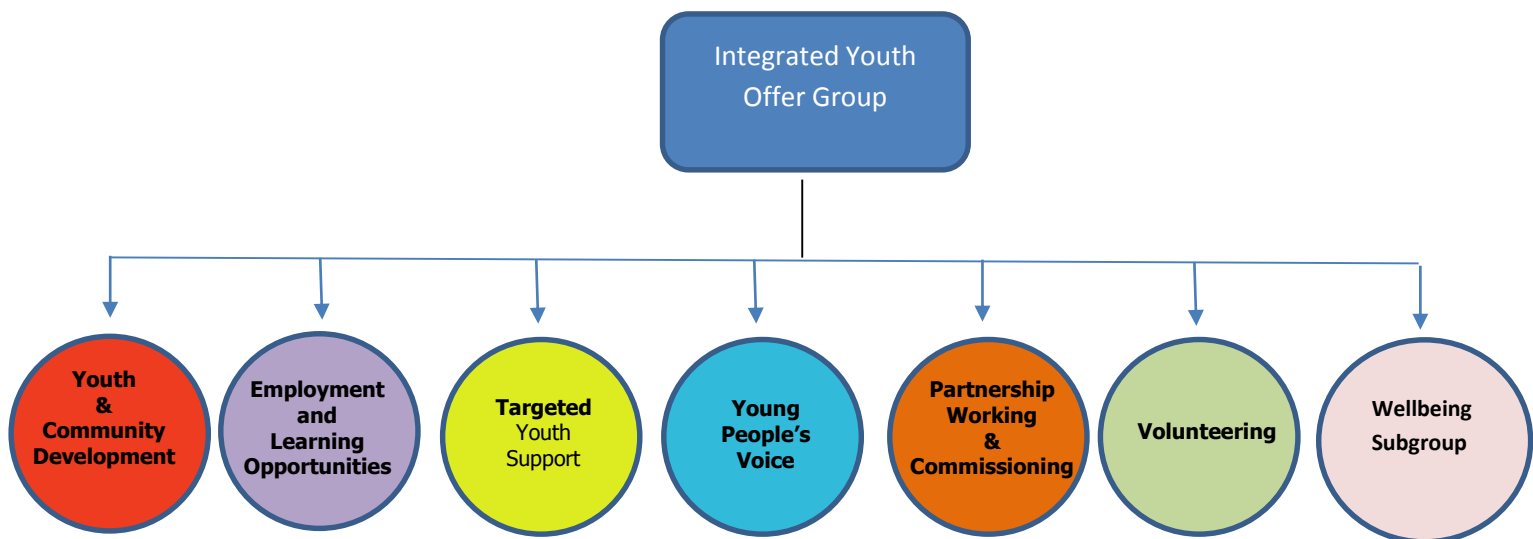 Integrated Youth
Offer Group
Youth
&
Community
Development
Employment
and
Learning
Opportunities
Targeted
Youth
Support
Young
People’s
Voice
Partnership
Working
&
Commissioning
Volunteering
Wellbeing
Subgroup